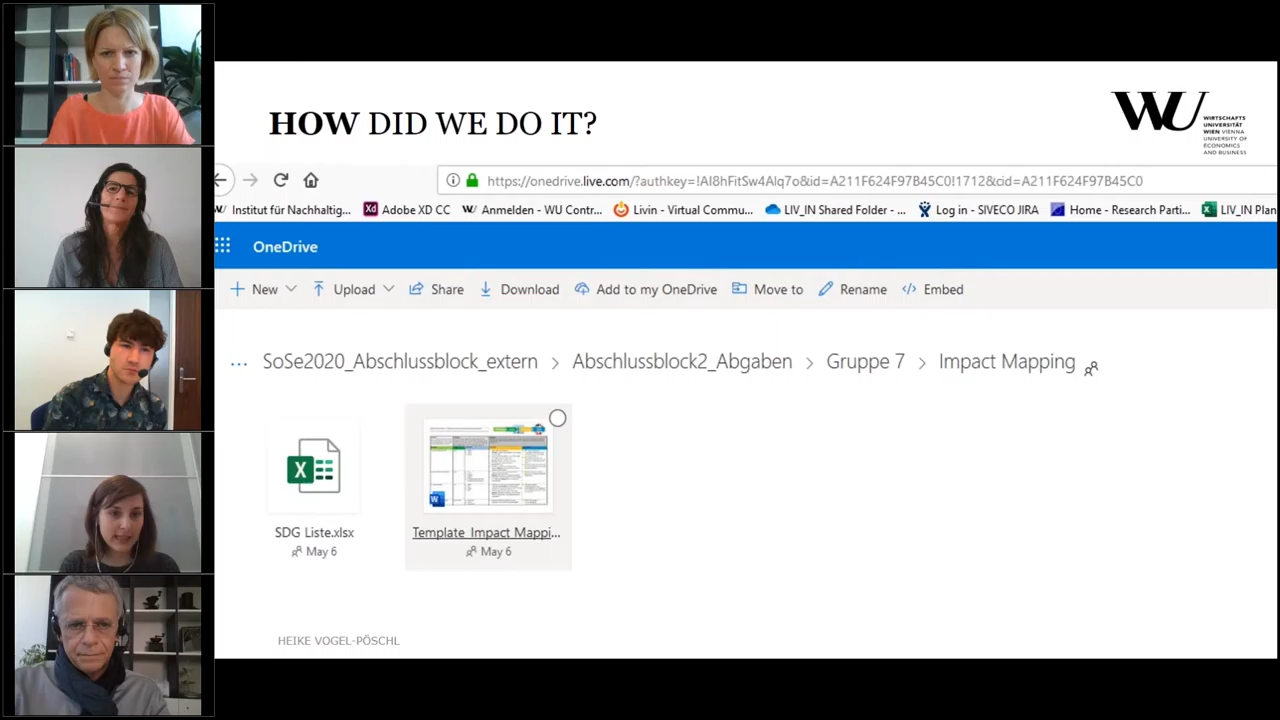 HOW DID WE DO IT?
WU
WIRTSCHAFTS
UNIVERSITÄT
WIEN VIENNA
UNIVERSITY OF
ECONOMICS
AND BUSINESS
https://onedrive.live.com/?authkey=!AI8hFitSw4Alq7o&id=A211F624F97B45C0!1712&cid=A211F624F97B45C0
Institut für Nachhaltig... Xd Adobe XD CC WU Anmelden - WU Contr... Livin - Virtual Commu... LIV_IN Shared Folder - ... Log in - SIVECO JIRA Home - Research Parti... LIV_IN Plan
OneDrive
New Upload Share Download Add to my OneDrive Move to Rename Embed
... SoSe2020_Abschlussblock_extern > Abschlussblock2_Abgaben > Gruppe 7 > Impact Mapping
SDG Liste.xlsx
May 6
Template_Impact Mappi...
May 6
HEIKE VOGEL-PÖSCHL